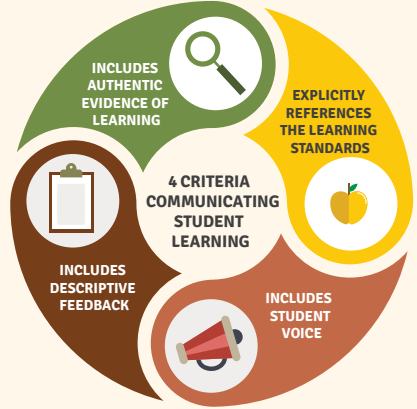 4 CRITERIA
COMMUNICATING
STUDENT
LEARNING
INCLUDES
AUTHENTIC
EVIDENCE OF
LEARNING
EXPLICITLY
REFERENCES
THE LEARNING
STANDARDS
INCLUDES
STUDENT
VOICE
INCLUDES
DESCRIPTIVE
FEEDBACK